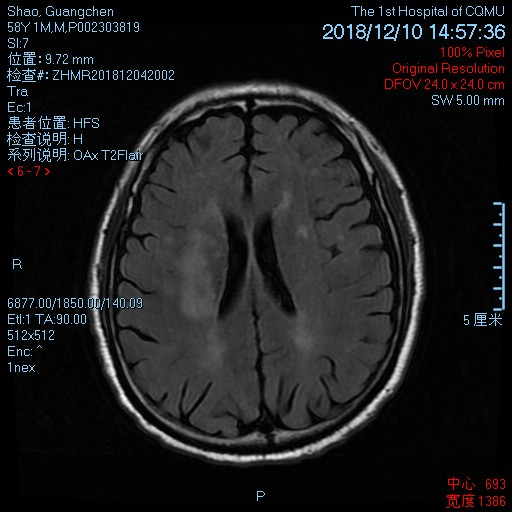 Shao, Guangchen
The 1st Hospital of CQMU
58Y 1M,M,P002303819
2018/12/10 14:57:36
SI:7
100% Pixel
位置: 9.72 mm
Original Resolution
检查#: ZHMR201812042002
DFOV 24.0 x 24.0 cm
Tra
SW 5.00 mm
Ec:1
患者位置: HFS
检查说明: H
系列说明: OAx T2Flair
< 6 - 7 >
R
6877.00/1850.00/140.09
Etl:1 TA:90.00
5 厘米
512x512
Enc: ^
1nex
中心 693
P
宽度 1386